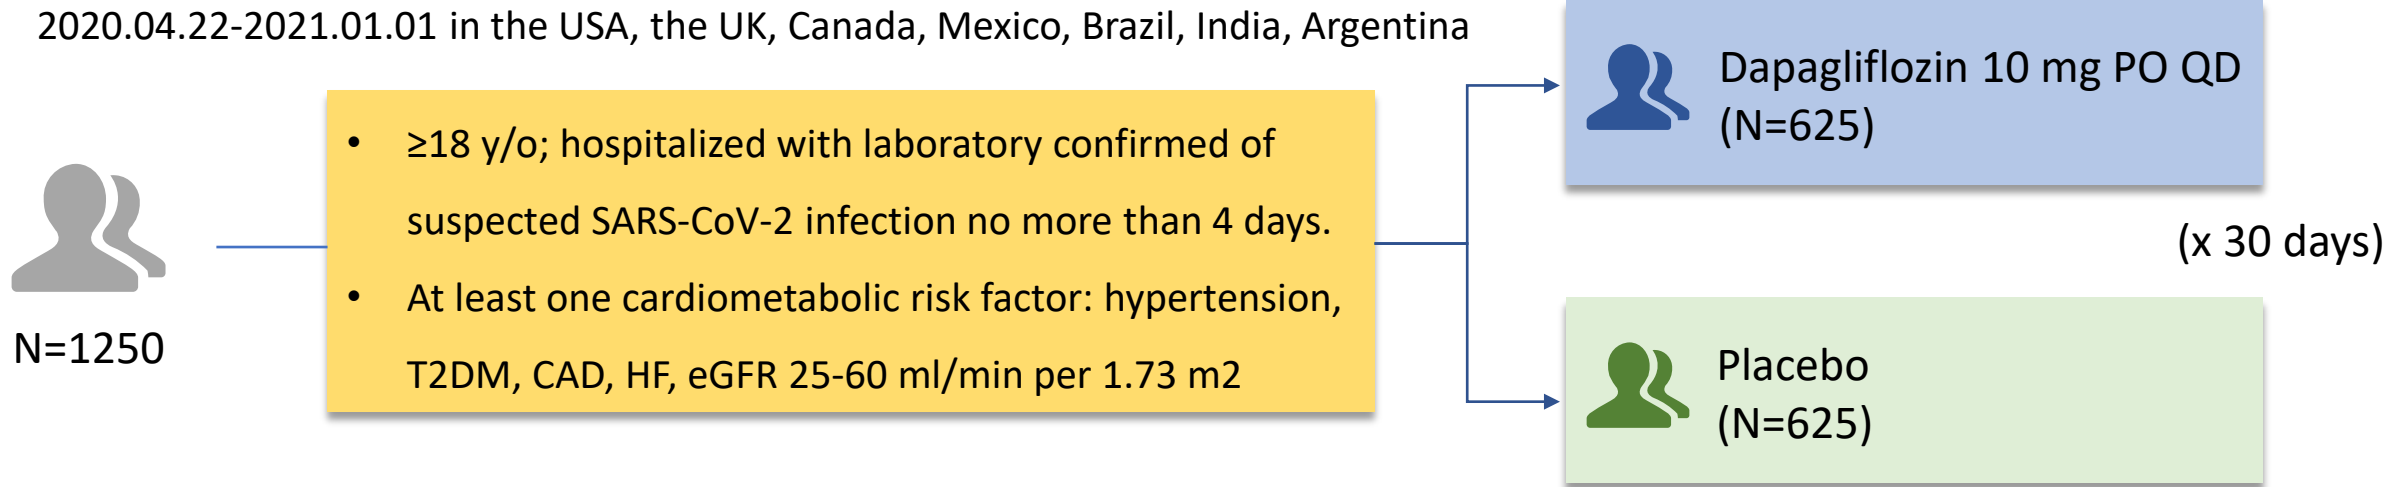 2020.04.22-2021.01.01 in the USA, the UK, Canada, Mexico, Brazil, India, Argentina
N=1250
• ≥18 y/o; hospitalized with laboratory confirmed of
suspected SARS-CoV-2 infection no more than 4 days.
• At least one cardiometabolic risk factor: hypertension,
T2DM, CAD, HF, eGFR 25-60 ml/min per 1.73 m2
Dapagliflozin 10 mg PO QD
(N=625)
(x 30 days)
Placebo
(N=625)